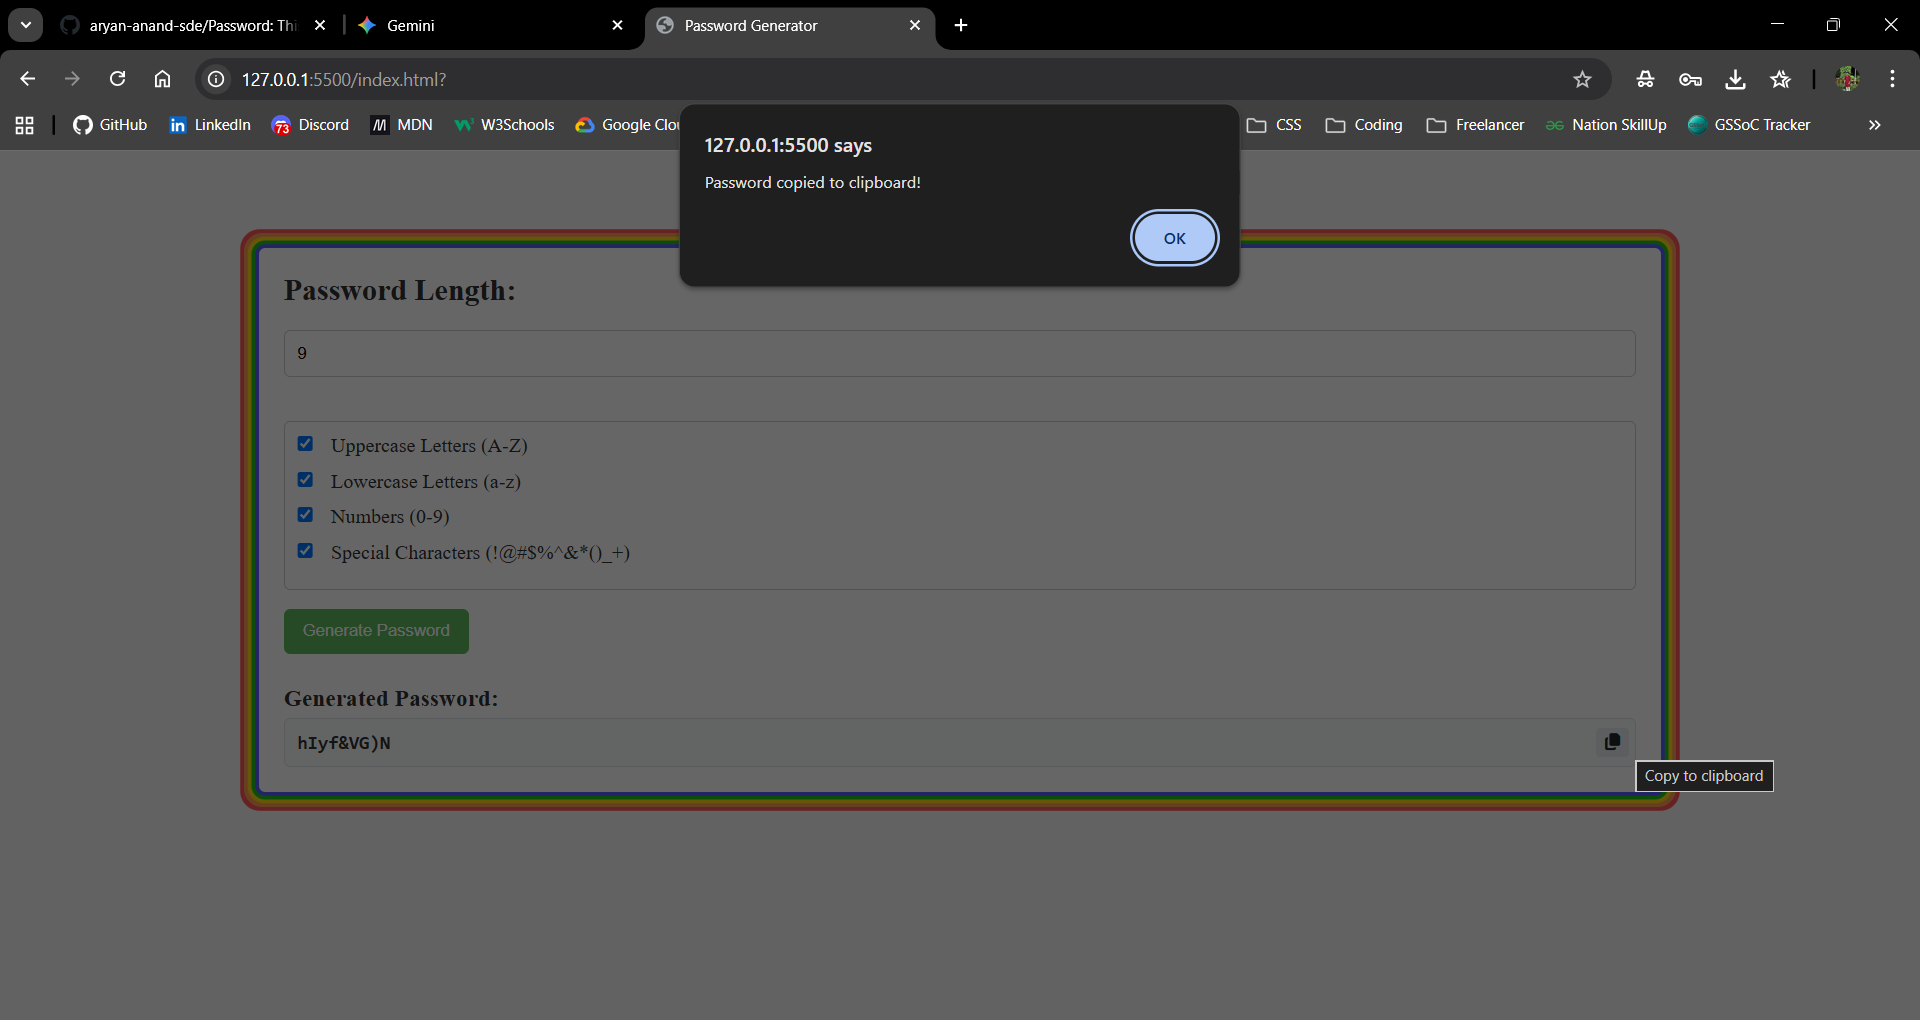 aryan-anand-sde/Password: Thi
Gemini
Password Generator
127.0.0.1:5500/index.html?
GitHub
LinkedIn
73
Discord
MDN
W3Schools
Google Clou
CSS
Coding
Freelancer
Nation SkillUp
GSSoC Tracker
127.0.0.1:5500 says
Password copied to clipboard!
OK
Password Length:
9
Uppercase Letters (A-Z)
Lowercase Letters (a-z)
Numbers (0-9)
Special Characters (!@#$%^&*()_+)
Generate Password
Generated Password:
hIyf&VG)N
Copy to clipboard